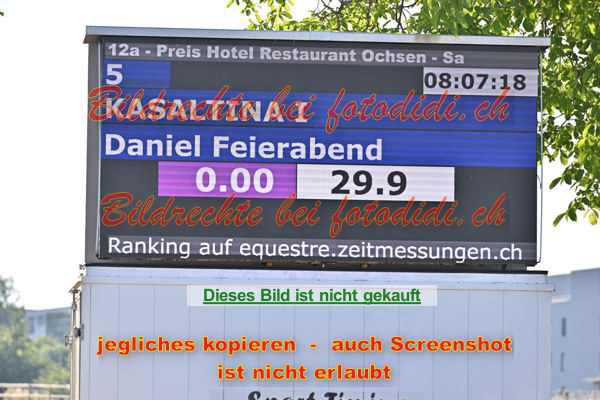 12a - Preis Hotel Restaurant Ochsen - Sa
5
08:07:18
Bildrechte bei fotodidi.ch
KASALTINA I
Daniel Feierabend
0.00 29.9
Bildrechte bei fotodidi.ch
Ranking auf equestre.zeitmessungen.ch
Dieses Bild ist nicht gekauft
jegliches kopieren - auch Screenshot
ist nicht erlaubt